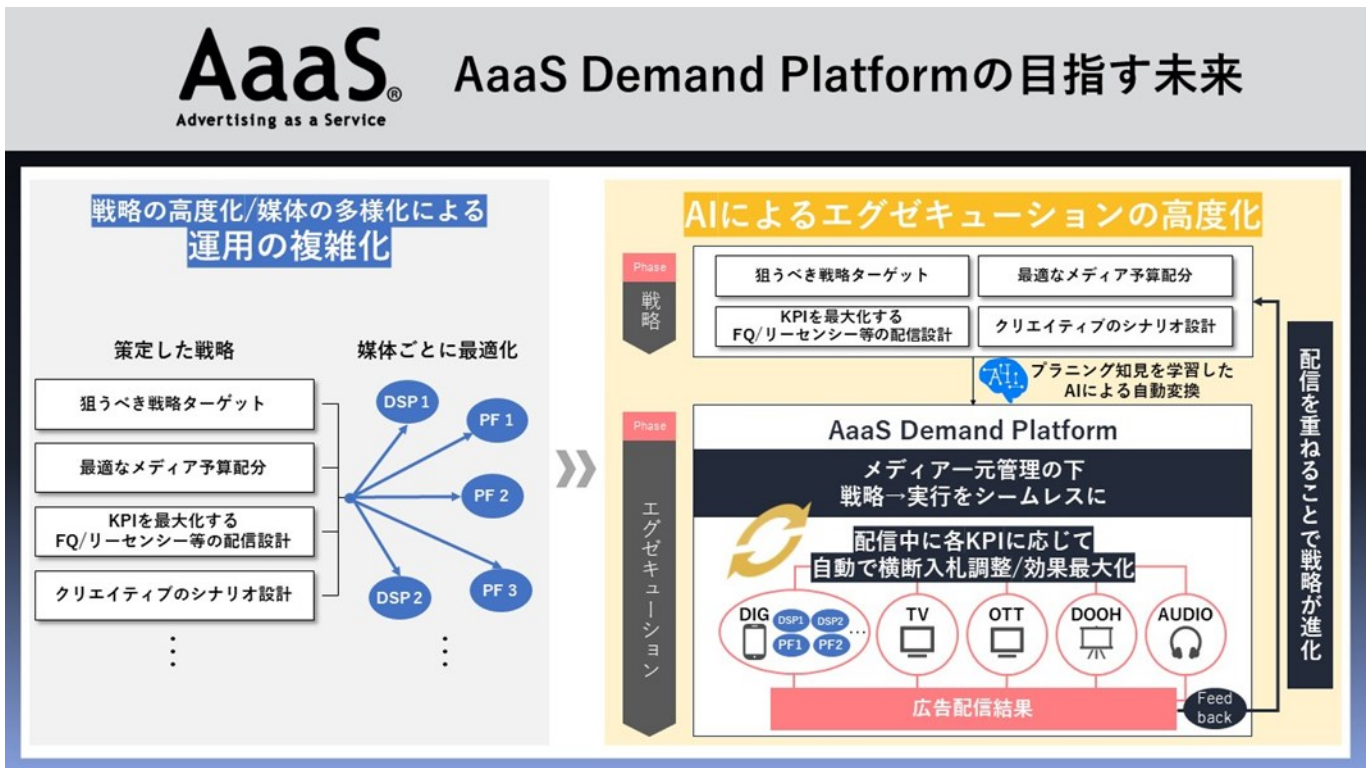 AaaS®
Advertising as a Service
AaaS Demand Platformの目指す未来
戦略の高度化/媒体の多様化による
運用の複雑化
策定した戦略
媒体ごとに最適化
狙うべき戦略ターゲット
最適なメディア予算配分
KPIを最大化する
FQ/リーセンシー等の配信設計
クリエイティブのシナリオ設計
⋮
DSP 1
PF 1
PF 2
PF 3
DSP 2
⋮
AIによるエグゼキューションの高度化
Phase
戦略
狙うべき戦略ターゲット
最適なメディア予算配分
KPIを最大化する
FQ/リーセンシー等の配信設計
クリエイティブのシナリオ設計
AI
プラニング知見を学習した
AIによる自動変換
Phase
エグゼキューション
AaaS Demand Platform
メディア一元管理の下
戦略→実行をシームレスに
配信中に各KPIに応じて
自動で横断入札調整/効果最大化
DIG
DSP1
DSP2
PF1
PF2
…
TV
OTT
DOOH
AUDIO
広告配信結果
Feed
back
配信を重ねることで戦略が進化